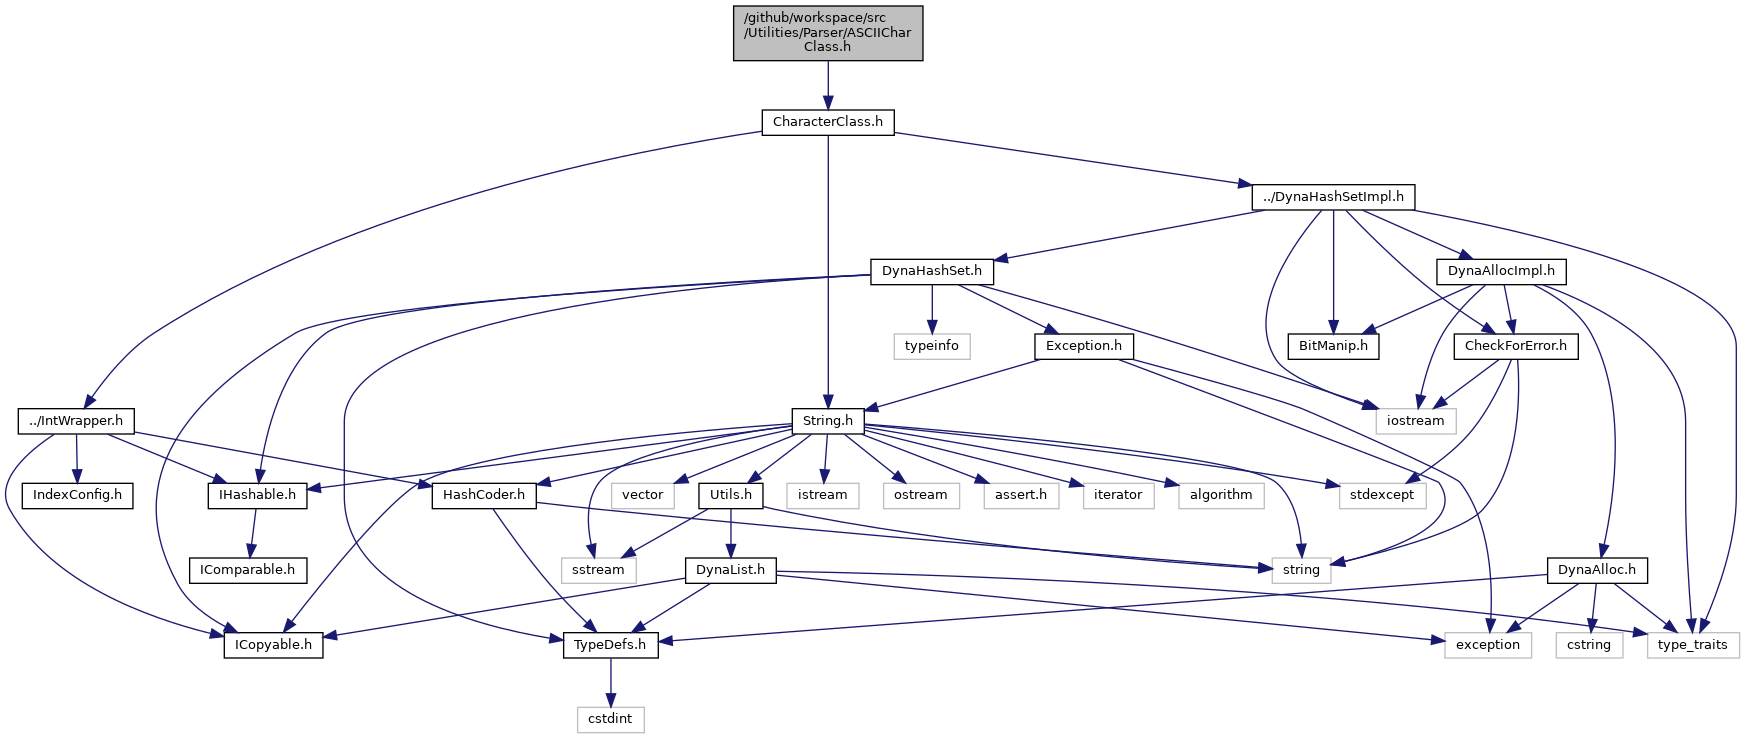 /github/workspace/src
/Utilities/Parser/ASCIIChar
Class.h
CharacterClass.h
../DynaHashSetImpl.h
DynaHashSet.h
DynaAllocImpl.h
typeinfo
Exception.h
BitManip.h
CheckForError.h
../IntWrapper.h
String.h
iostream
IndexConfig.h
IHashable.h
HashCoder.h
vector
Utils.h
istream
ostream
assert.h
iterator
algorithm
stdexcept
IComparable.h
sstream
DynaList.h
string
DynaAlloc.h
ICopyable.h
TypeDefs.h
exception
cstring
type_traits
cstdint